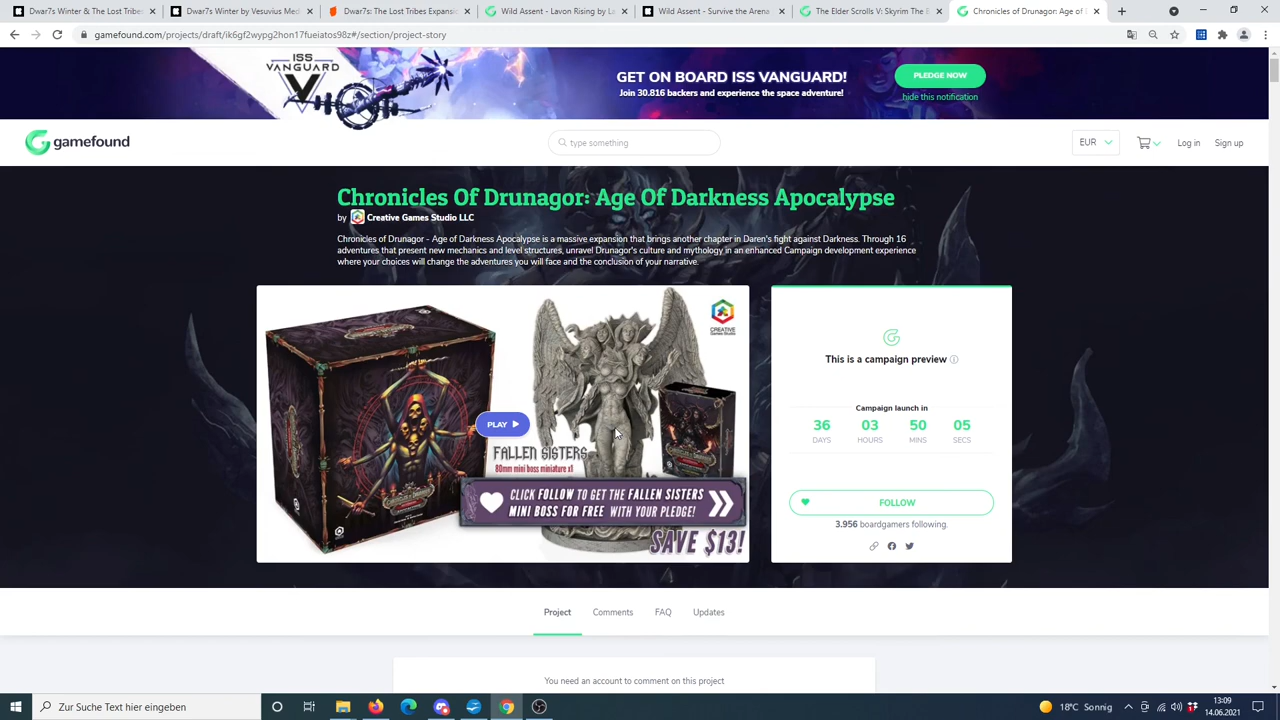 Dwar7s: The Lost Tribes
Dwar7s Winter by Vesuvius Med
Dwar7s: The Lost Tribes Expans
Wild Assent - Lavon Rising by L
Wild Assent - Survive the Arena
The Elder Scrolls V: Skyrim The B
Chronicles of Drunagor: Age of D
gamefound.com/projects/draft/ik6gf2wypg2hon17fueiatos98z#/section/project-story
ISS
VANGUARD
GET ON BOARD ISS VANGUARD!
Join 30.816 backers and experience the space adventure!
PLEDGE NOW
hide this notification
gamefound
type something
EUR
Log in
Sign up
Chronicles Of Drunagor: Age Of Darkness Apocalypse
by Creative Games Studio LLC
Chronicles of Drunagor - Age of Darkness Apocalypse is a massive expansion that brings another chapter in Daren's fight against Darkness. Through 16
adventures that present new mechanics and level structures, unravel Drunagor's culture and mythology in an enhanced Campaign development experience
where your choices will change the adventures you will face and the conclusion of your narrative.
CREATIVE
Games Studio
PLAY
FALLEN SISTERS
80mm mini boss miniature x1
CLICK FOLLOW TO GET THE FALLEN SISTERS
MINI BOSS FOR FREE WITH YOUR PLEDGE!
SAVE $13!
This is a campaign preview
Campaign launch in
36 03 50 05
DAYS HOURS MINS SECS
FOLLOW
3.956 boardgamers following.
Project
Comments
FAQ
Updates
You need an account to comment on this project
Zur Suche Text hier eingeben
18°C Sonnig
13:09
14.06.2021